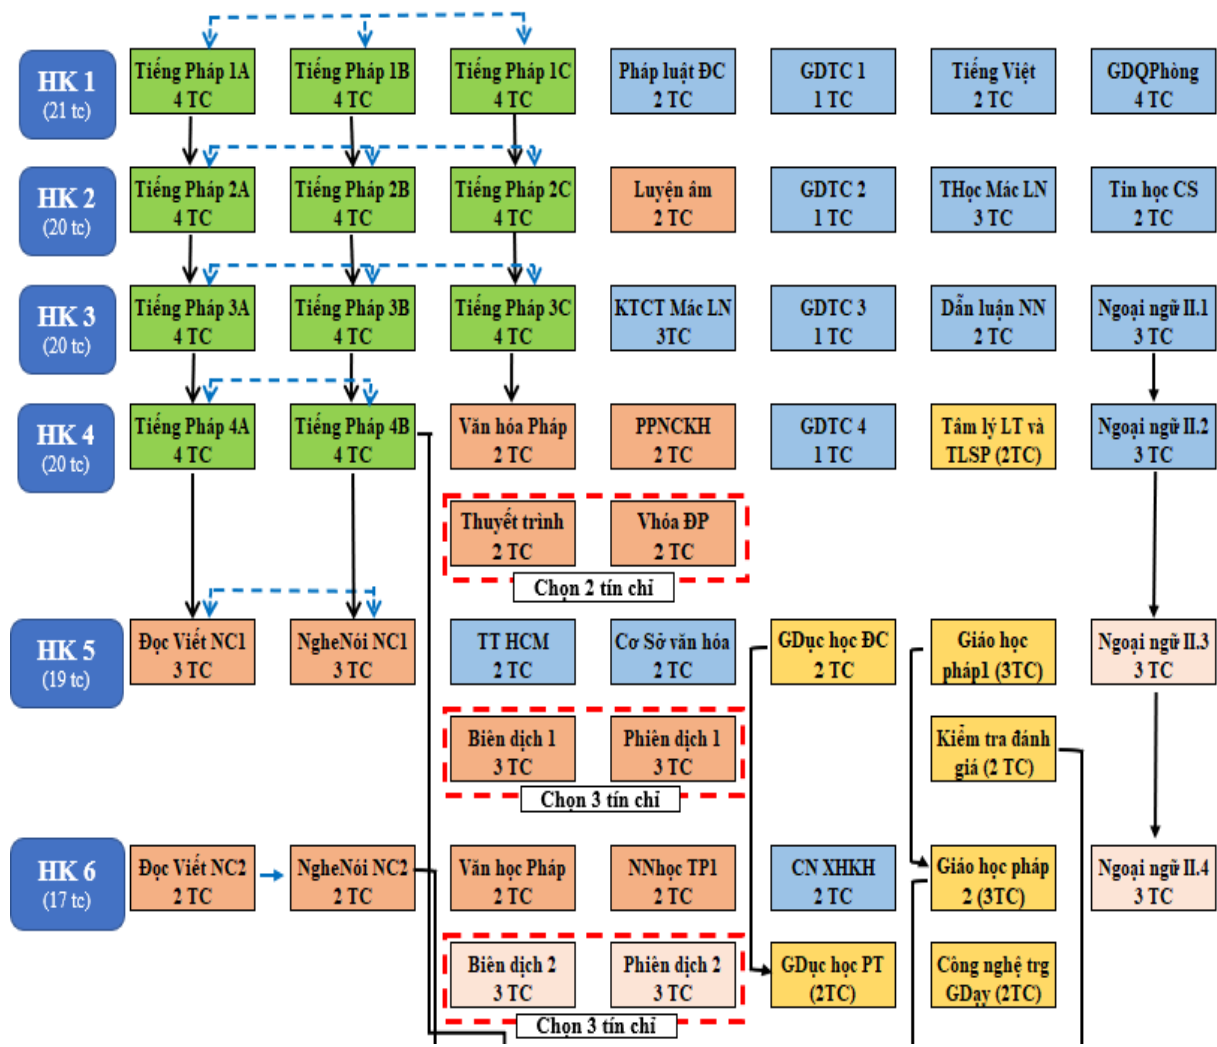 HK 1
(21 tc)
Tiếng Pháp 1A
4 TC
Tiếng Pháp 1B
4 TC
Tiếng Pháp 1C
4 TC
Pháp luật ĐC
2 TC
GDTC 1
1 TC
Tiếng Việt
2 TC
GDQPhòng
4 TC
HK 2
(20 tc)
Tiếng Pháp 2A
4 TC
Tiếng Pháp 2B
4 TC
Tiếng Pháp 2C
4 TC
Luyện âm
2 TC
GDTC 2
1 TC
THọc Mác LN
3 TC
Tin học CS
2 TC
HK 3
(20 tc)
Tiếng Pháp 3A
4 TC
Tiếng Pháp 3B
4 TC
Tiếng Pháp 3C
4 TC
KTCT Mác LN
3TC
GDTC 3
1 TC
Dẫn luận NN
2 TC
Ngoại ngữ II.1
3 TC
HK 4
(20 tc)
Tiếng Pháp 4A
4 TC
Tiếng Pháp 4B
4 TC
Văn hóa Pháp
2 TC
PPNCKH
2 TC
GDTC 4
1 TC
Tâm lý LT và
TLSP (2TC)
Ngoại ngữ II.2
3 TC
Thuyết trình
2 TC
Vhóa ĐP
2 TC
Chọn 2 tín chỉ
HK 5
(19 tc)
Đọc Viết NC1
3 TC
NgheNói NC1
3 TC
TT HCM
2 TC
Cơ Sở văn hóa
2 TC
GDục học ĐC
2 TC
Giáo học
pháp1 (3TC)
Ngoại ngữ II.3
3 TC
Biên dịch 1
3 TC
Phiên dịch 1
3 TC
Kiểm tra đánh
giá (2 TC)
Chọn 3 tín chỉ
HK 6
(17 tc)
Đọc Viết NC2
2 TC
NgheNói NC2
2 TC
Văn học Pháp
2 TC
NNhọc TP1
2 TC
CN XHKH
2 TC
Giáo học pháp
2 (3TC)
Ngoại ngữ II.4
3 TC
Biên dịch 2
3 TC
Phiên dịch 2
3 TC
GDục học PT
(2TC)
Công nghệ trg
GDạy (2TC)
Chọn 3 tín chỉ